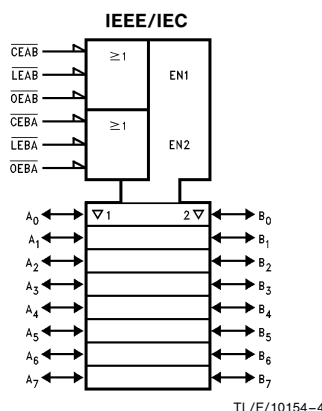 IEEE/IEC
CEAB ≥1 EN1
LEAB
OEAB
CEBA ≥1
LEBA EN2
OEBA
A0 ▽1 2▽ B0
A1 B1
A2 B2
A3 B3
A4 B4
A5 B5
A6 B6
A7 B7
TL/F/10154–4